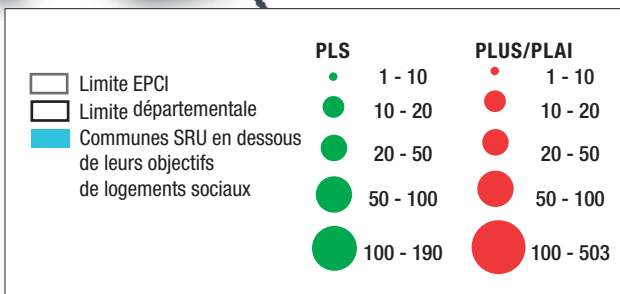 PLS PLUS/PLAI
Limite EPCI
Limite départementale
Communes SRU en dessous
de leurs objectifs
de logements sociaux
1 - 10 1 - 10
10 - 20 10 - 20
20 - 50 20 - 50
50 - 100 50 - 100
100 - 190 100 - 503